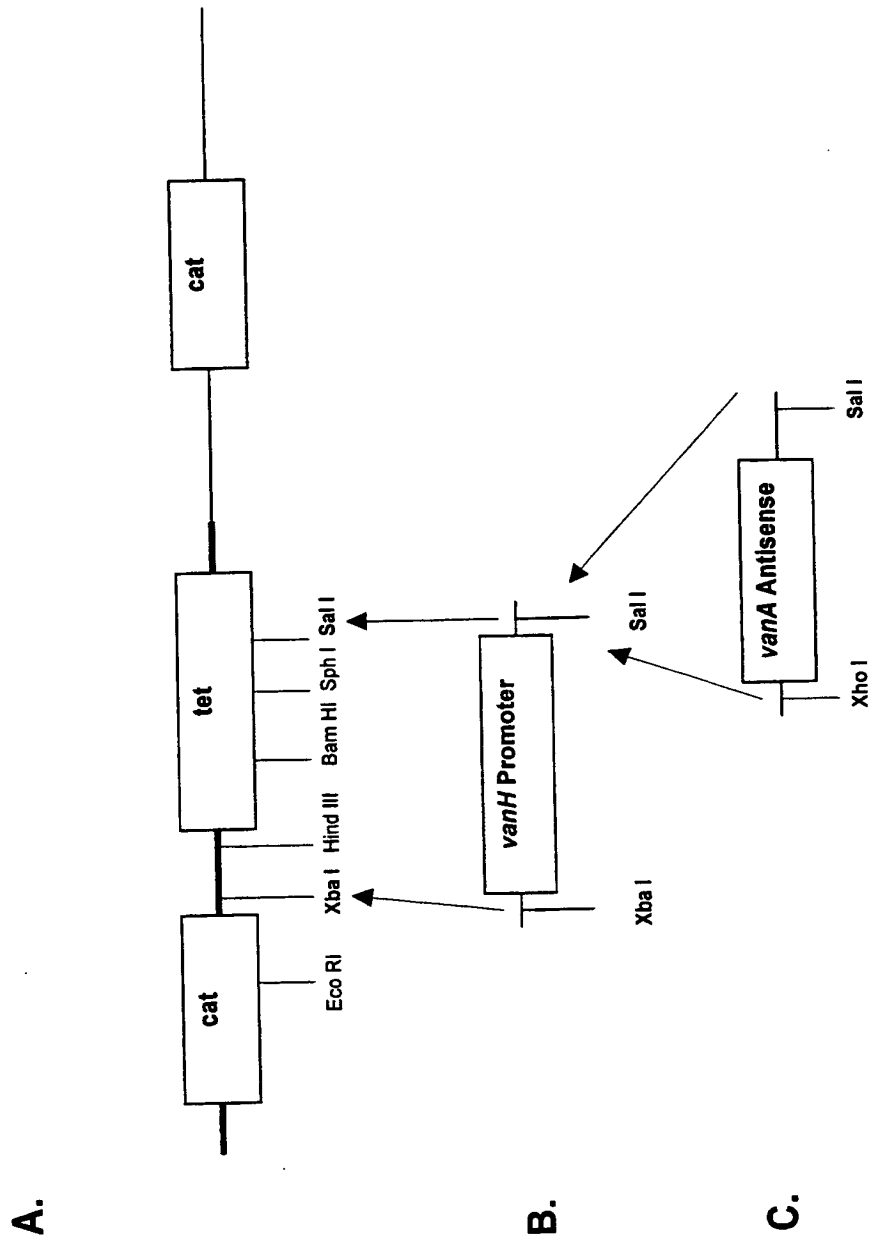 A.
cat
tet
cat
Eco RI
Xba I
Hind III
Bam HI
Sph I
Sal I
B.
vanH Promoter
Xba I
Sal I
C.
vanA Antisense
Xho I
Sal I